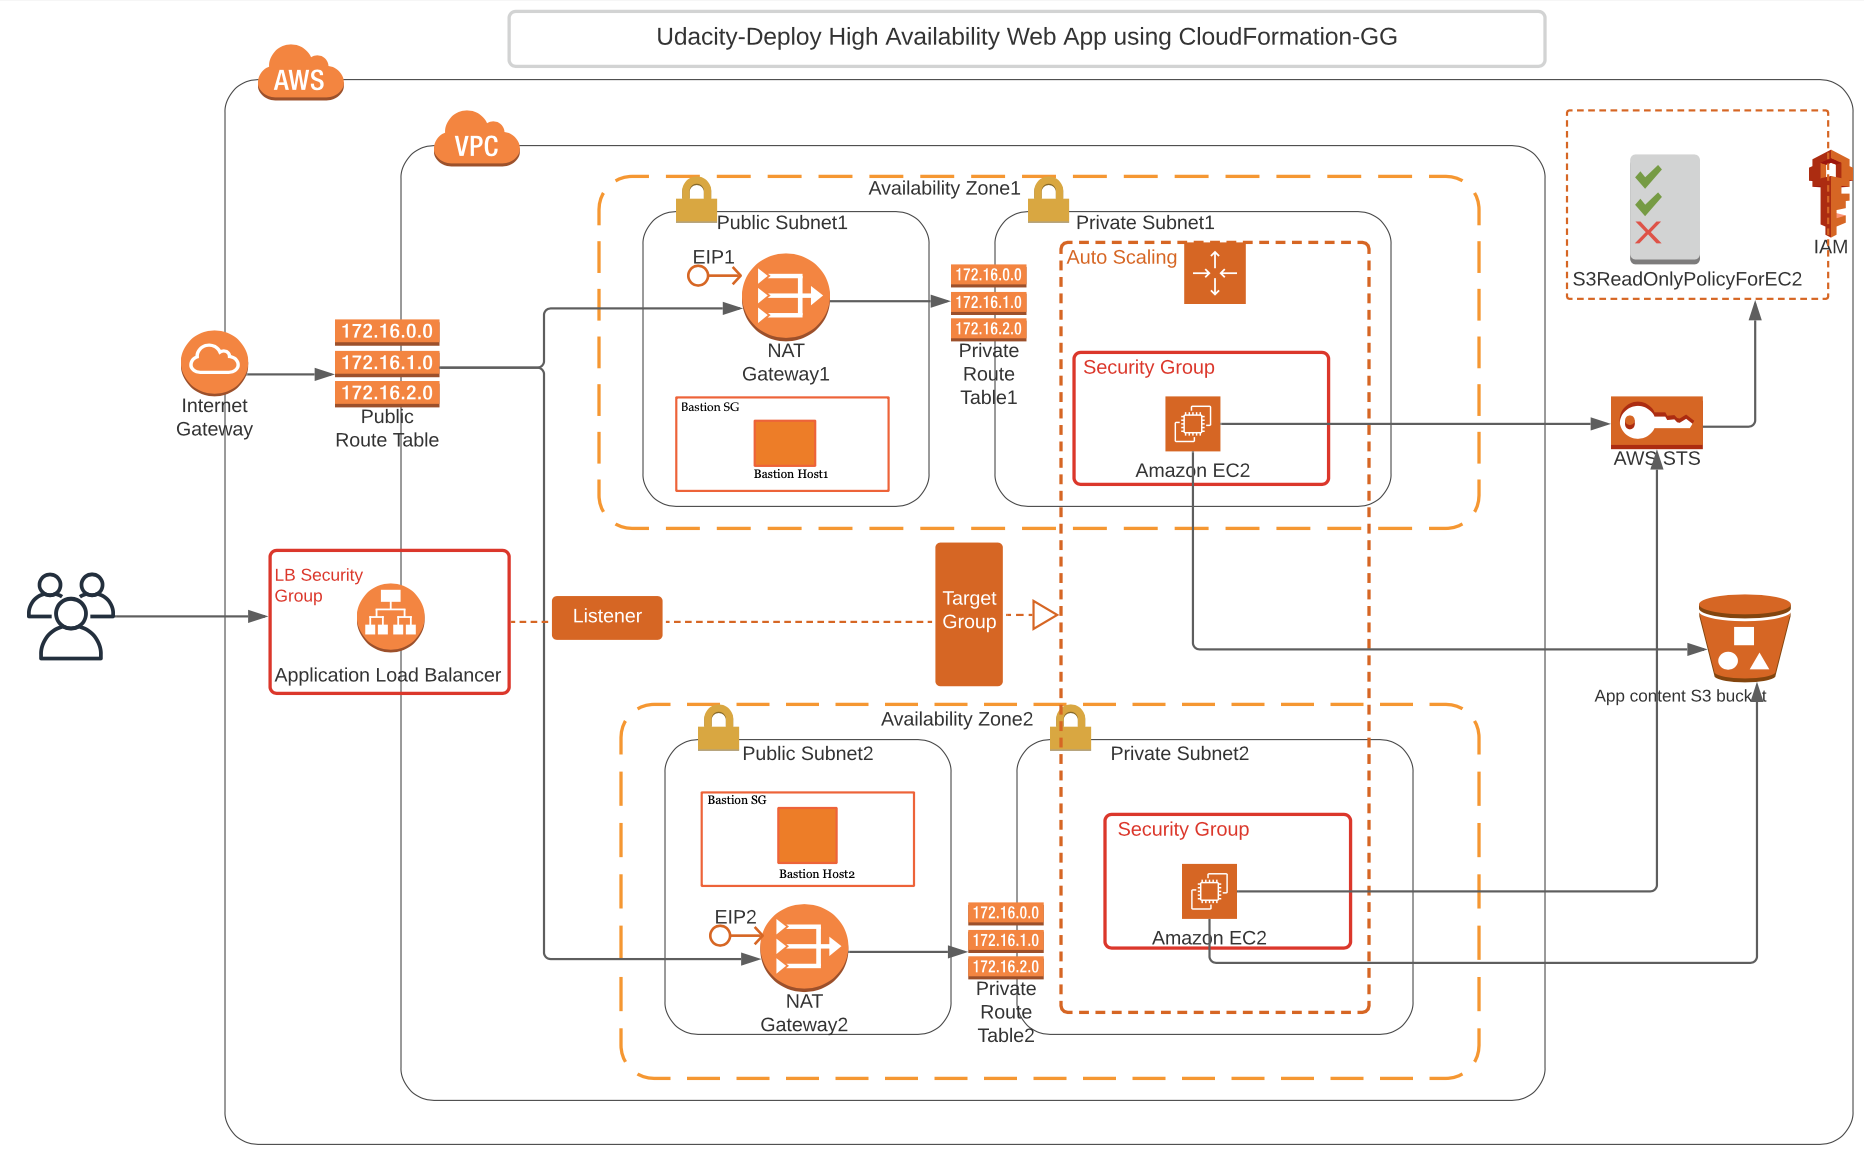 Udacity-Deploy High Availability Web App using CloudFormation-GG
AWS
VPC
Availability Zone1
Public Subnet1
Private Subnet1
EIP1
Auto Scaling
IAM
S3ReadOnlyPolicyForEC2
172.16.0.0
172.16.1.0
172.16.2.0
NAT
Gateway1
Private
Route
Table1
172.16.0.0
172.16.1.0
172.16.2.0
Public
Route Table
Internet
Gateway
Security Group
Amazon EC2
Bastion SG
Bastion Host1
AWS STS
LB Security
Group
Application Load Balancer
Listener
Target
Group
App content S3 bucket
Availability Zone2
Public Subnet2
Private Subnet2
Bastion SG
Bastion Host2
Security Group
Amazon EC2
EIP2
NAT
Gateway2
172.16.0.0
172.16.1.0
172.16.2.0
Private
Route
Table2